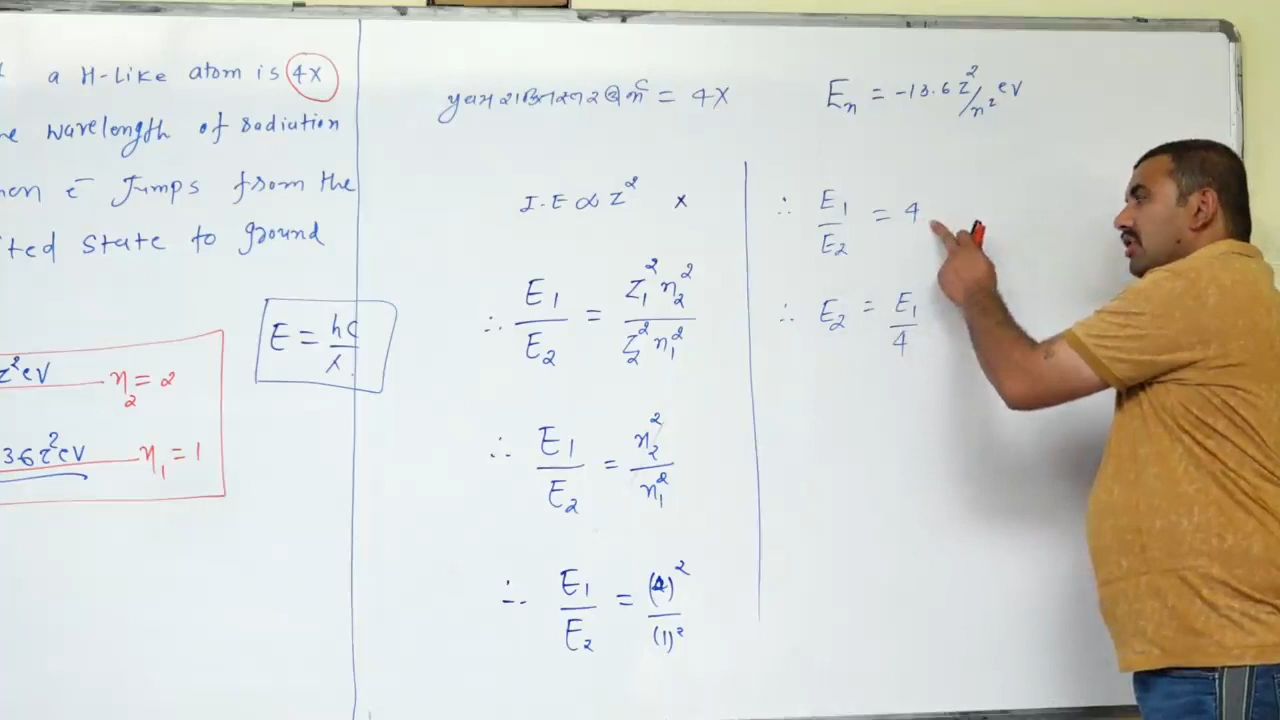 a H-Like atom is 4X
wavelength of radiation
e̅ Jumps from the
State to ground
E = hc/λ
z²eV n₂ = 2
36z²eV n₁ = 1
= 4X
I.E ∝ Z² x
∴ E₁/E₂ = Z₁² n₂² / Z₂² n₁²
∴ E₁/E₂ = n₂²/n₁²
∴ E₁/E₂ = ( )²/(1)²
Eₙ = -13.6 Z²/n² eV
∴ E₁/E₂ = 4
∴ E₂ = E₁/4